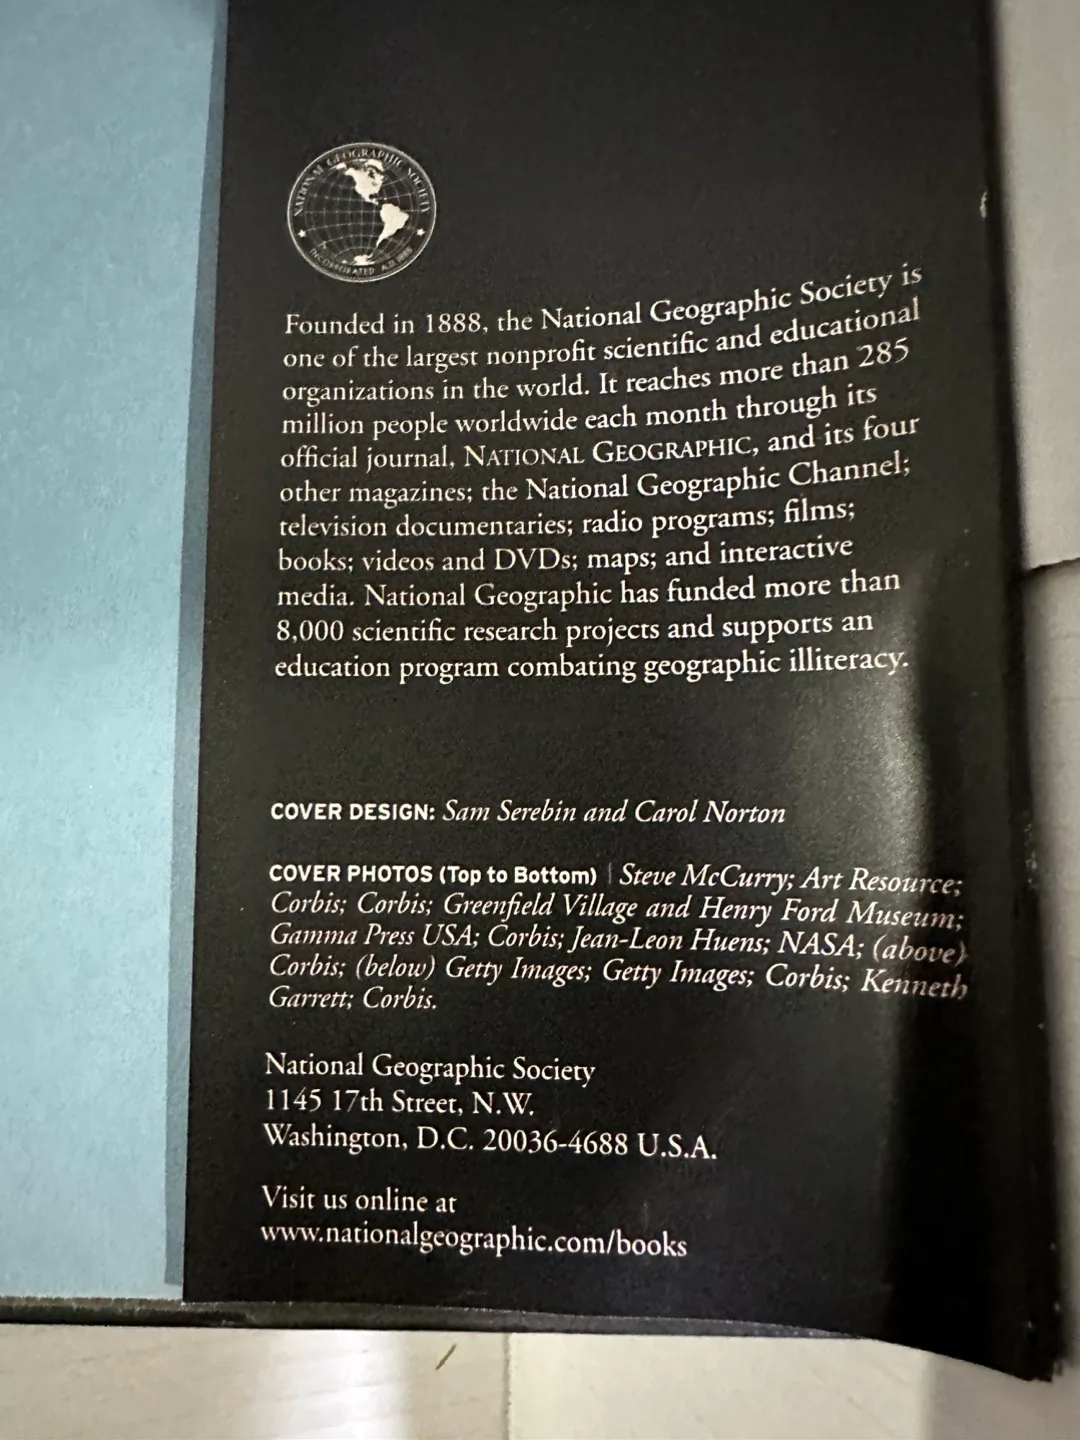 NATIONAL GEOGRAPHIC SOCIETY
INCORPORATED A.D. 1888
Founded in 1888, the National Geographic Society is
one of the largest nonprofit scientific and educational
organizations in the world. It reaches more than 285
million people worldwide each month through its
official journal, NATIONAL GEOGRAPHIC, and its four
other magazines; the National Geographic Channel;
television documentaries; radio programs; films;
books; videos and DVDs; maps; and interactive
media. National Geographic has funded more than
8,000 scientific research projects and supports an
education program combating geographic illiteracy.
COVER DESIGN: Sam Serebin and Carol Norton
COVER PHOTOS (Top to Bottom) | Steve McCurry; Art Resource;
Corbis; Corbis; Greenfield Village and Henry Ford Museum;
Gamma Press USA; Corbis; Jean-Leon Huens; NASA; (above)
Corbis; (below) Getty Images; Getty Images; Corbis; Kenneth
Garrett; Corbis.
National Geographic Society
1145 17th Street, N.W.
Washington, D.C. 20036-4688 U.S.A.
Visit us online at
www.nationalgeographic.com/books